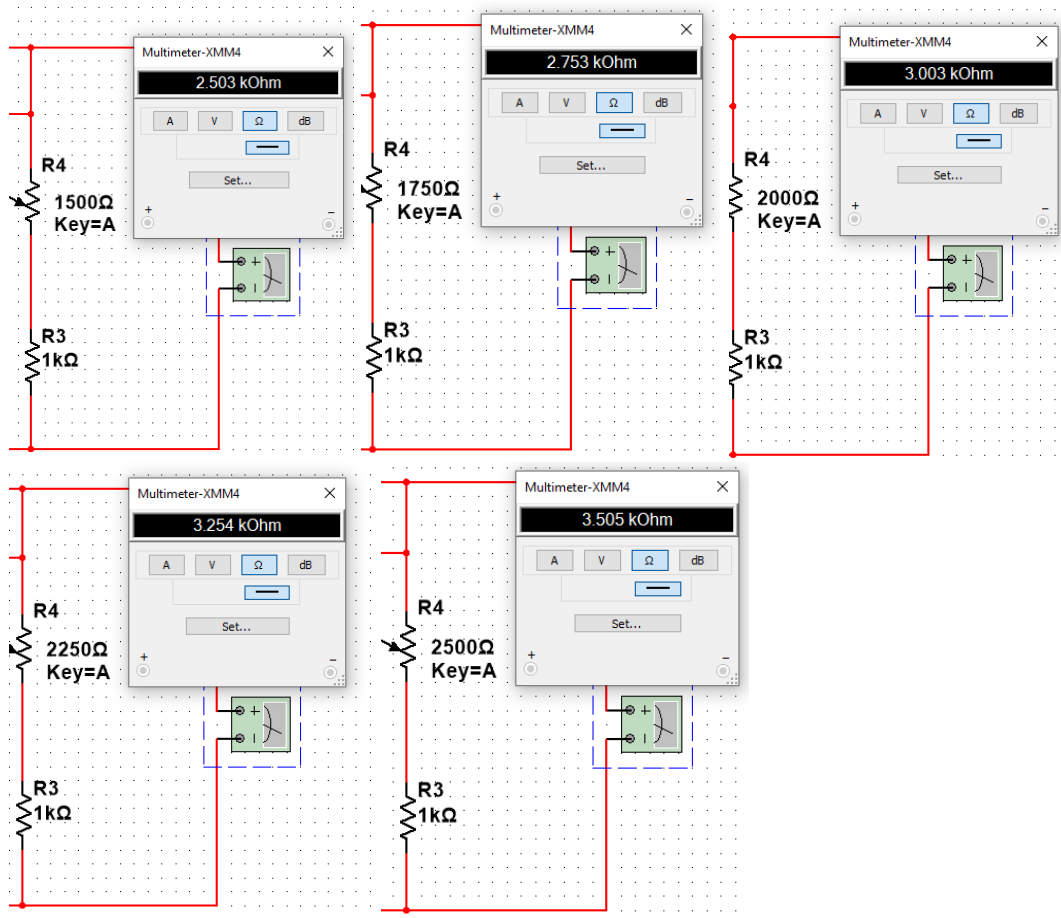 Multimeter-XMM4 ×
2.503 kOhm
A V Ω dB
Set...
+ −
R4
1500Ω
Key=A
+
R3
1kΩ
Multimeter-XMM4 ×
2.753 kOhm
A V Ω dB
Set...
+ −
R4
1750Ω
Key=A
+
R3
1kΩ
Multimeter-XMM4 ×
3.003 kOhm
A V Ω dB
Set...
+ −
R4
2000Ω
Key=A
+
R3
1kΩ
Multimeter-XMM4 ×
3.254 kOhm
A V Ω dB
Set...
+ −
R4
2250Ω
Key=A
+
R3
1kΩ
Multimeter-XMM4 ×
3.505 kOhm
A V Ω dB
Set...
+ −
R4
2500Ω
Key=A
+
R3
1kΩ